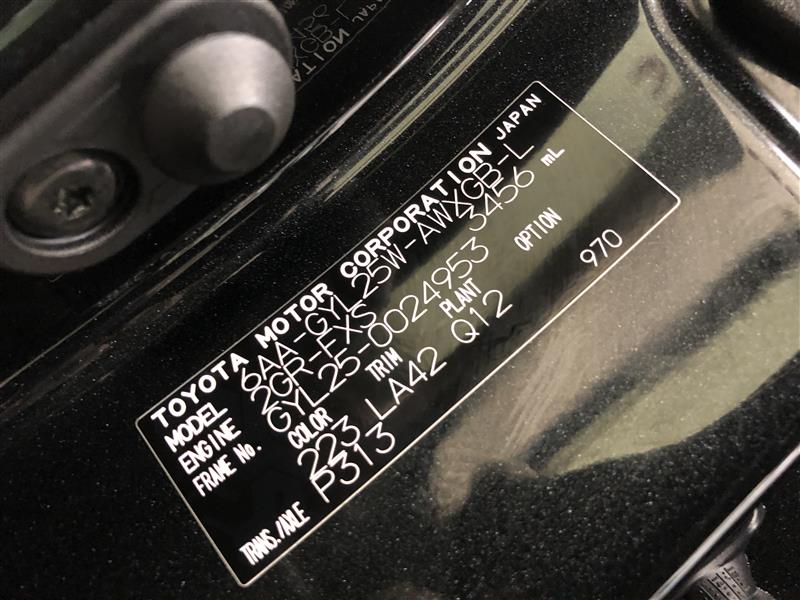 TOYOTA MOTOR CORPORATION JAPAN
MODEL 6AA-GYL25W-AWXGB-L
ENGINE 2GR-FXS 3456 mL
FRAME No. GYL25-0024953
COLOR TRIM PLANT OPTION
223 LA42 Q12 970
TRANS./AXLE P313